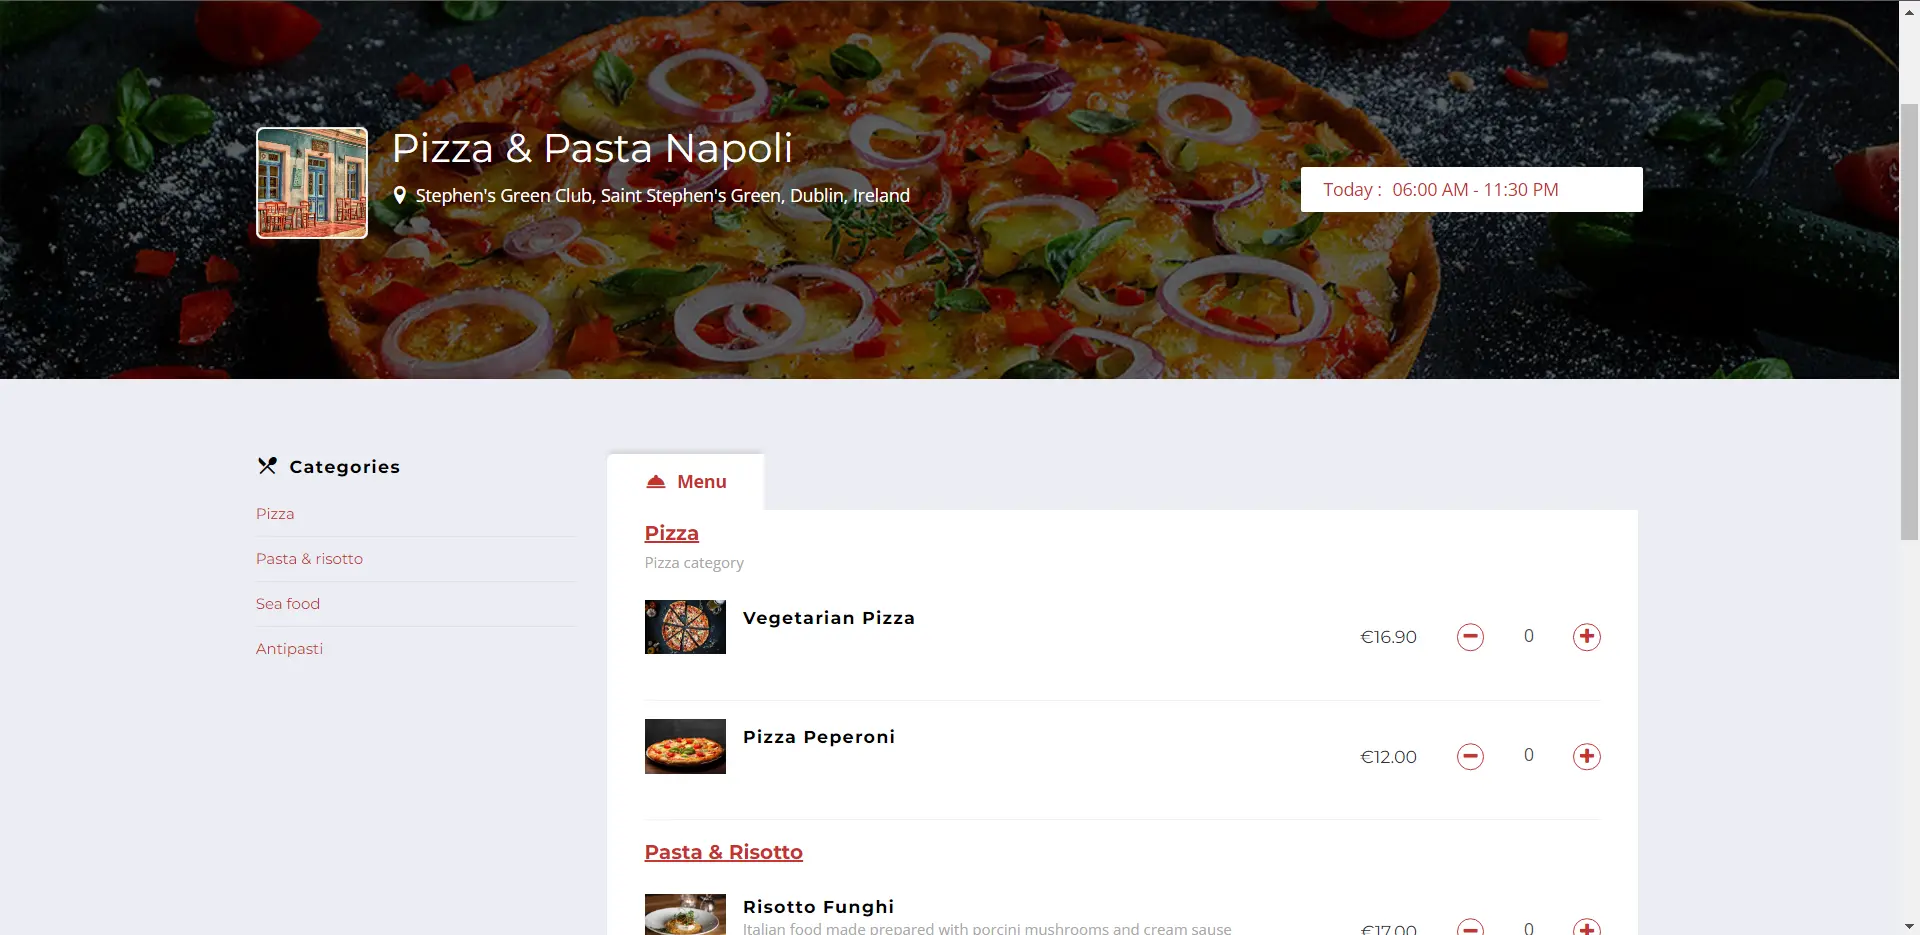 Pizza & Pasta Napoli
Stephen's Green Club, Saint Stephen's Green, Dublin, Ireland
Today : 06:00 AM - 11:30 PM
Categories
Pizza
Pasta & risotto
Sea food
Antipasti
Menu
Pizza
Pizza category
Vegetarian Pizza
€16.90 0
Pizza Peperoni
€12.00 0
Pasta & Risotto
Risotto Funghi
Italian food made prepared with porcini mushrooms and cream sause
€17.00 0